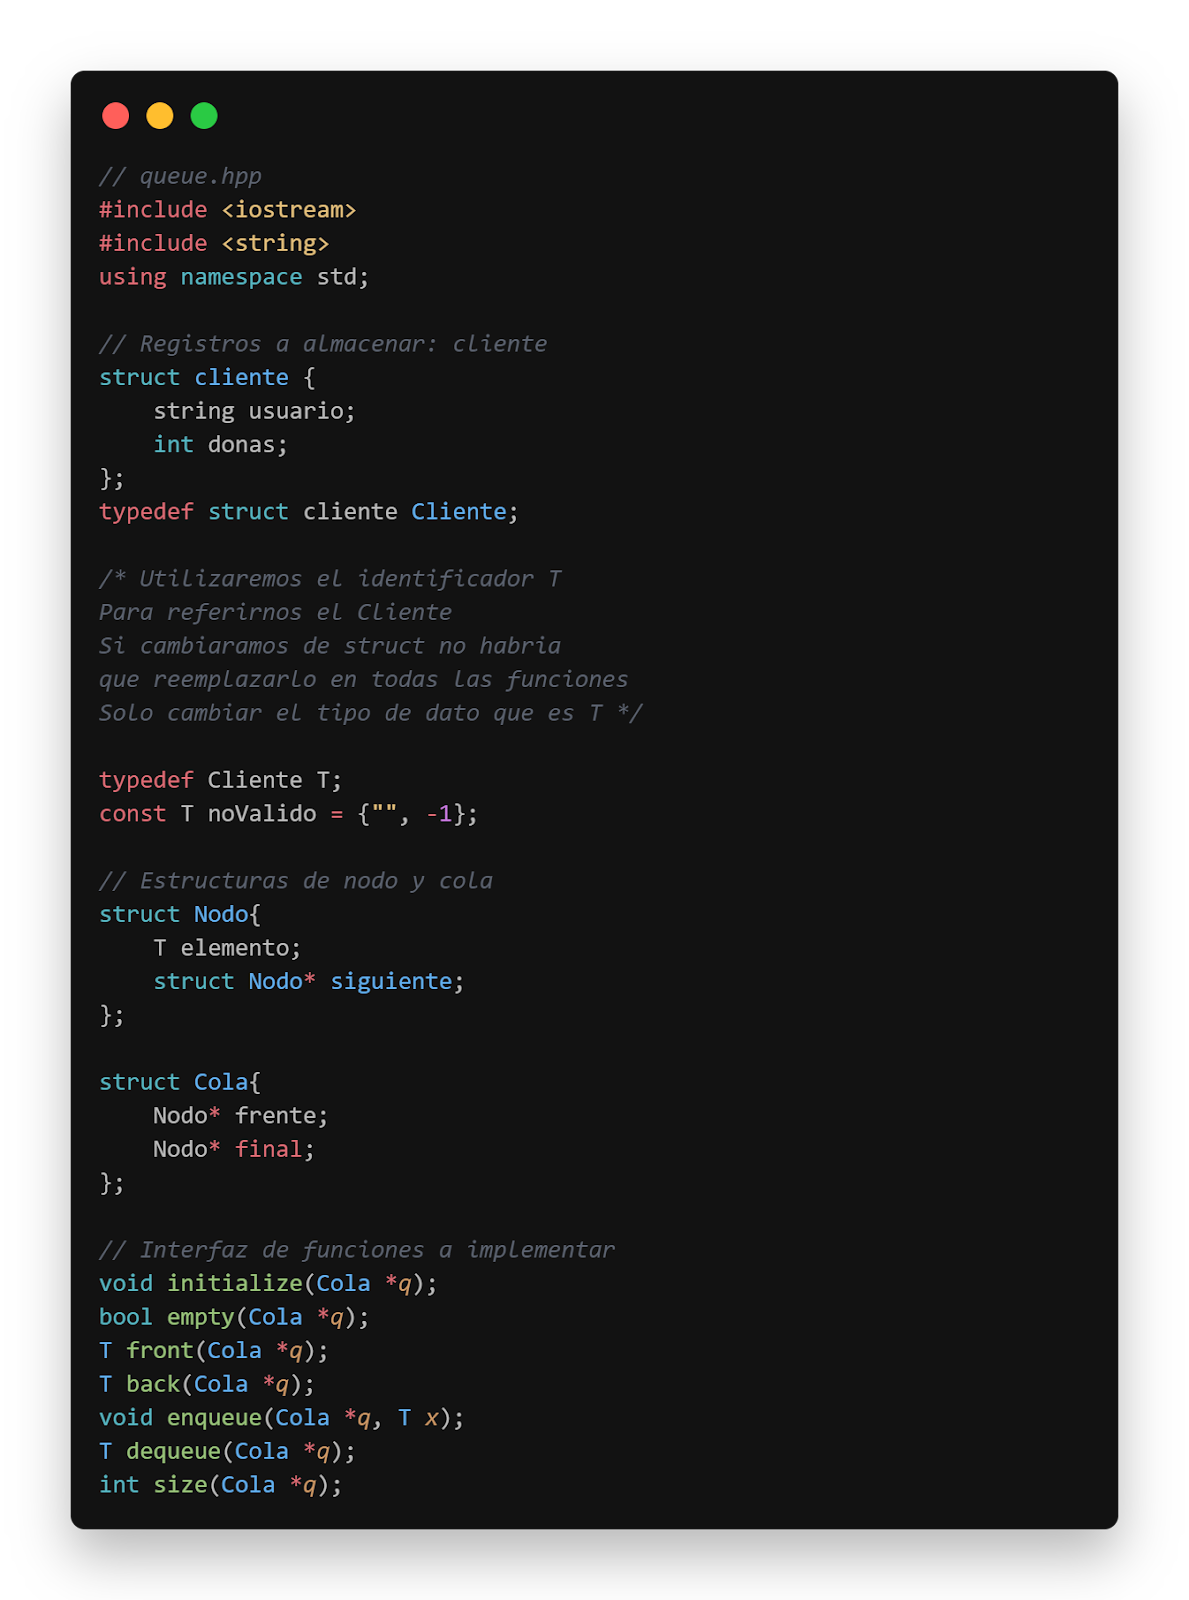 // queue.hpp
#include <iostream>
#include <string>
using namespace std;
// Registros a almacenar: cliente
struct cliente {
    string usuario;
    int donas;
};
typedef struct cliente Cliente;
/* Utilizaremos el identificador T
Para referirnos el Cliente
Si cambiaramos de struct no habria
que reemplazarlo en todas las funciones
Solo cambiar el tipo de dato que es T */
typedef Cliente T;
const T noValido = {"", -1};
// Estructuras de nodo y cola
struct Nodo{
    T elemento;
    struct Nodo* siguiente;
};
struct Cola{
    Nodo* frente;
    Nodo* final;
};
// Interfaz de funciones a implementar
void initialize(Cola *q);
bool empty(Cola *q);
T front(Cola *q);
T back(Cola *q);
void enqueue(Cola *q, T x);
T dequeue(Cola *q);
int size(Cola *q);